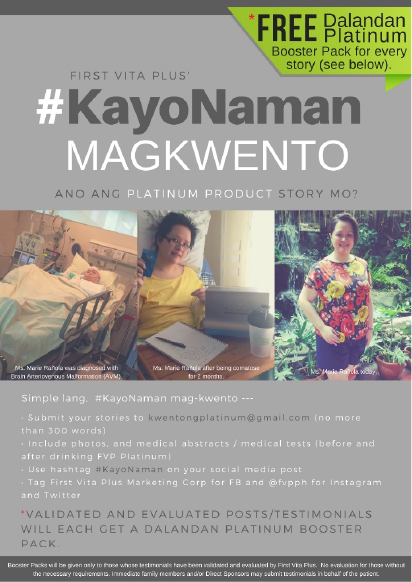 *FREE Dalandan
Platinum
Booster Pack for every
story (see below).
FIRST VITA PLUS'
#KayoNaman
MAGKWENTO
ANO ANG PLATINUM PRODUCT STORY MO?
Ms. Marie Rañola was diagnosed with
Brain Arteriovenous Malformation (AVM).
Ms. Marie Rañola after being comatose
for 2 months.
Ms. Marie Rañola today.
Simple lang. #KayoNaman mag-kwento ---
· Submit your stories to kwentongplatinum@gmail.com (no more
than 300 words)
· Include photos, and medical abstracts / medical tests (before and
after drinking FVP Platinum)
· Use hashtag #KayoNaman on your social media post
· Tag First Vita Plus Marketing Corp for FB and @fvpph for Instagram
and Twitter
*VALIDATED AND EVALUATED POSTS/TESTIMONIALS
WILL EACH GET A DALANDAN PLATINUM BOOSTER
PACK.
Booster Packs will be given only to those whose testimonials have been validated and evaluated by First Vita Plus. No evaluation for those without
the necessary requirements. Immediate family members and/or Direct Sponsors may submit testimonials in behalf of the patient.